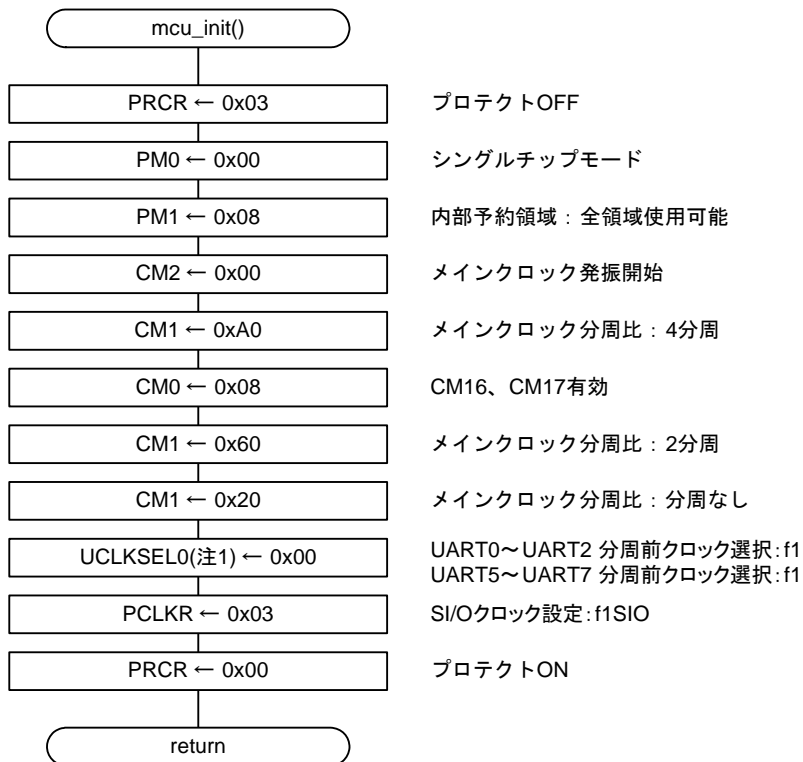 mcu_init()
PRCR ← 0x03 プロテクトOFF
PM0 ← 0x00 シングルチップモード
PM1 ← 0x08 内部予約領域：全領域使用可能
CM2 ← 0x00 メインクロック発振開始
CM1 ← 0xA0 メインクロック分周比：4分周
CM0 ← 0x08 CM16、CM17有効
CM1 ← 0x60 メインクロック分周比：2分周
CM1 ← 0x20 メインクロック分周比：分周なし
UCLKSEL0(注1) ← 0x00 UART0～UART2 分周前クロック選択：f1
UART5～UART7 分周前クロック選択：f1
PCLKR ← 0x03 SI/Oクロック設定：f1SIO
PRCR ← 0x00 プロテクトON
return